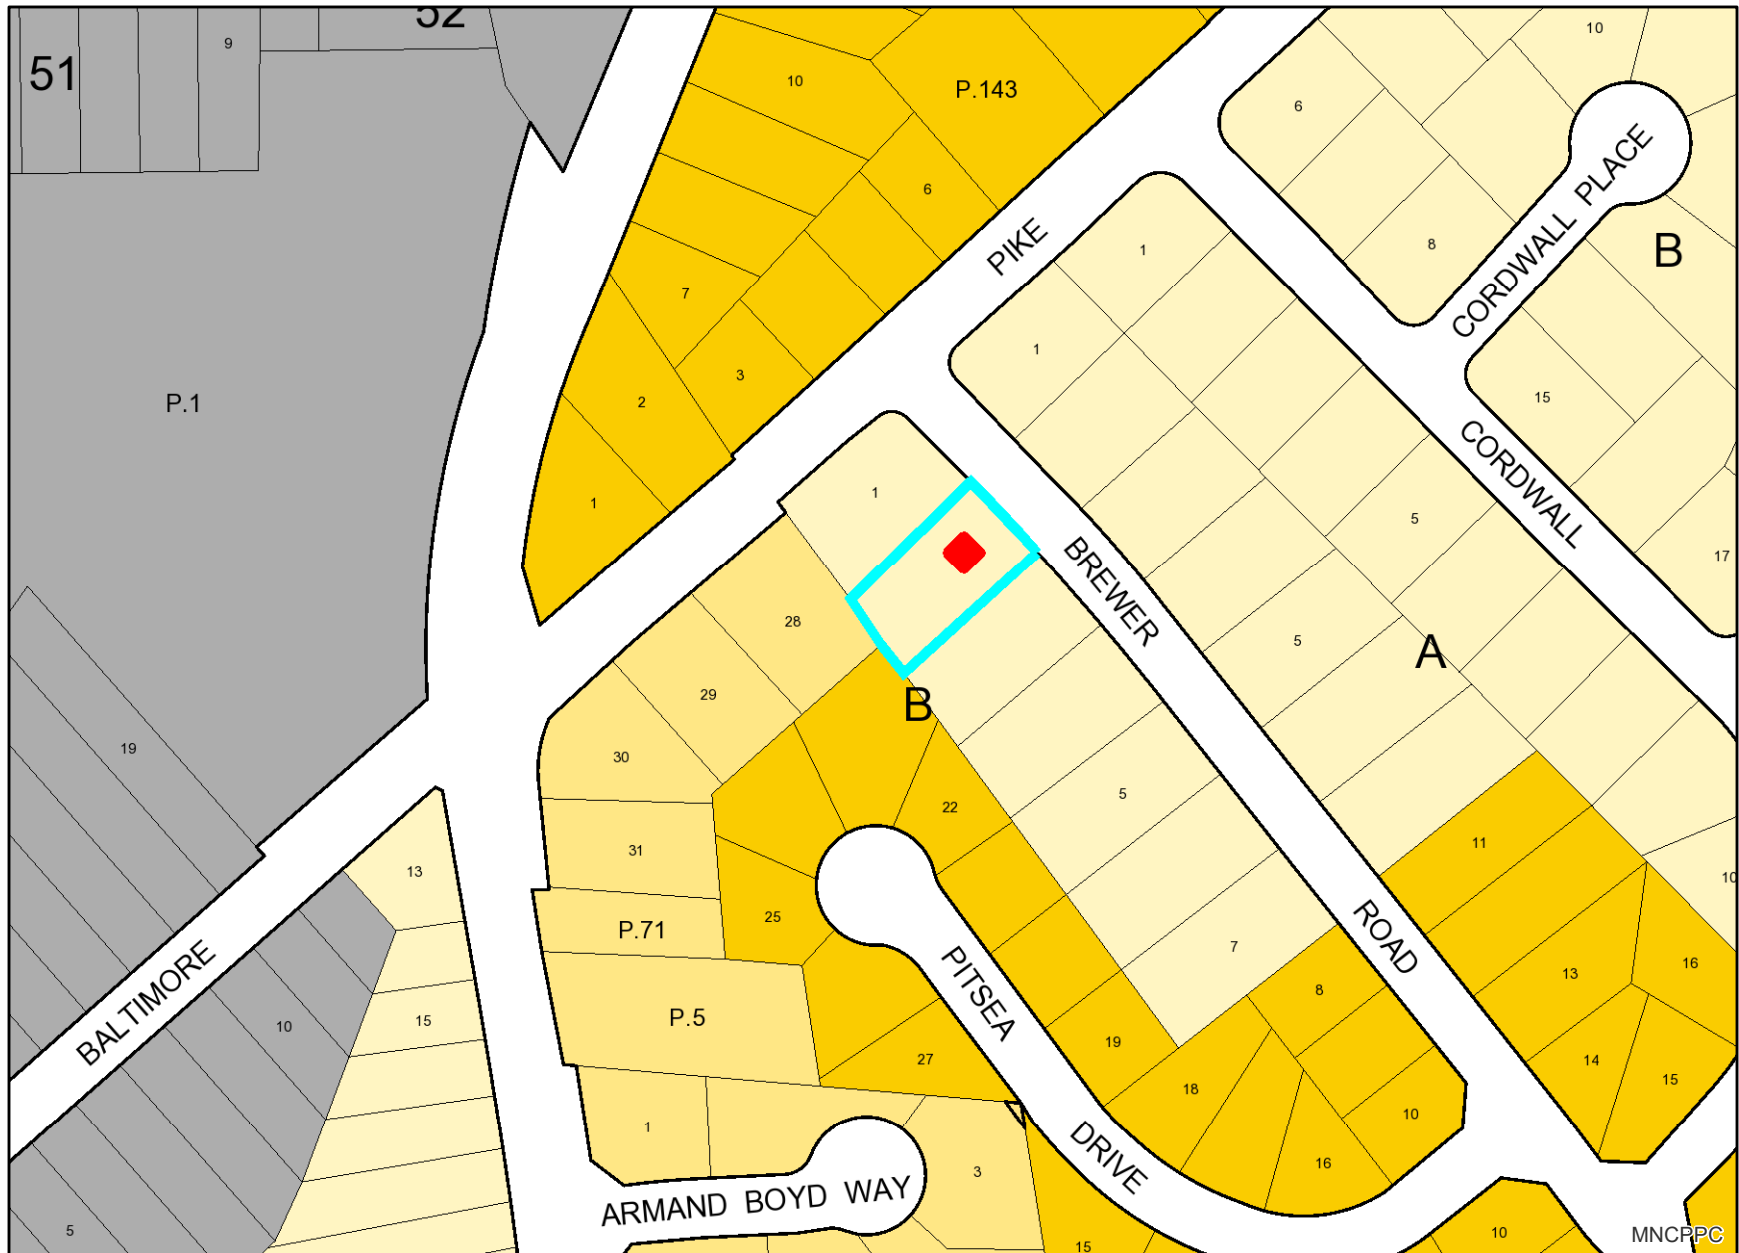 52
51
9
10
P.143
10
6
6
PIKE
1
8
CORDWALL PLACE
B
7
1
3
2
P.1
15
CORDWALL
1
1
5
17
BREWER
28
5
A
29
B
19
30
5
22
11
31
13
10
25
P.71
7
ROAD
16
13
8
BALTIMORE
10
15
P.5
PITSEA
19
27
14
15
18
10
1
DRIVE
16
3
ARMAND BOYD WAY
5
15
10
MNCPPC